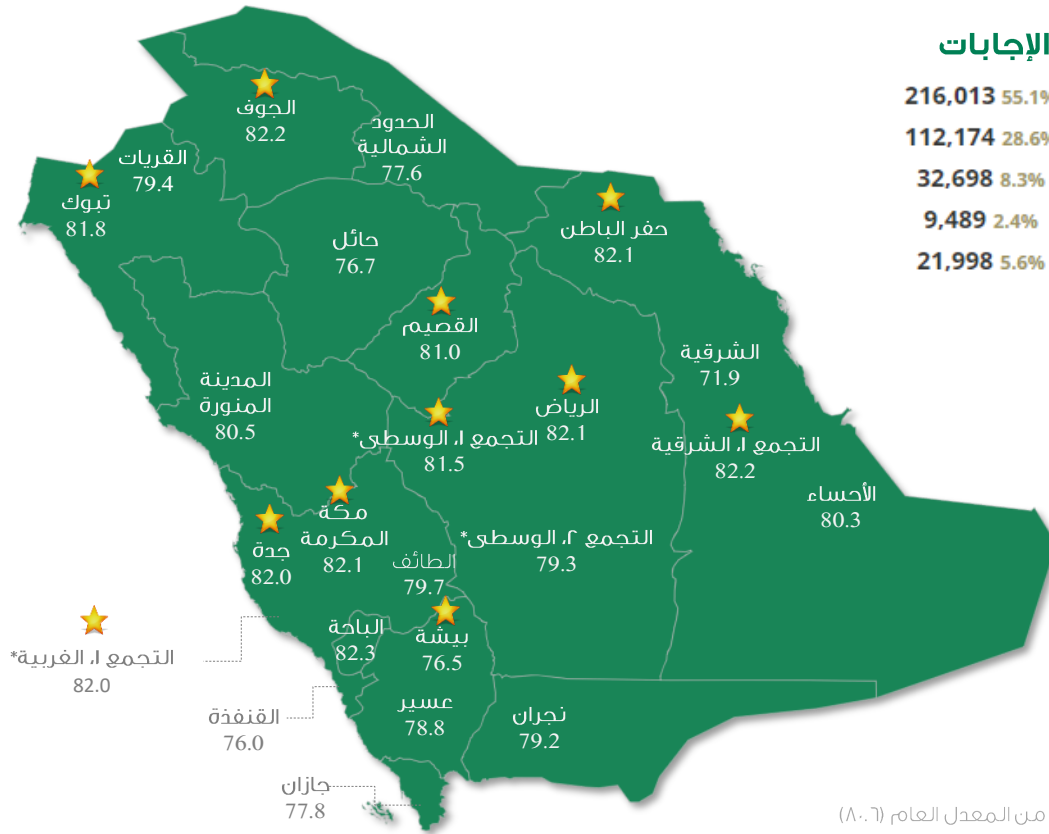 الإجابات
216,013 55.1%
112,174 28.6%
32,698 8.3%
9,489 2.4%
21,998 5.6%
الجوف
82.2
الحدود
الشمالية
77.6
القريات
79.4
تبوك
81.8
حفر الباطن
82.1
حائل
76.7
القصيم
81.0
الشرقية
71.9
المدينة
المنورة
80.5
الرياض
82.1
التجمع ١، الوسطى*
81.5
التجمع ١، الشرقية
82.2
الأحساء
80.3
مكة
المكرمة
82.1
جدة
82.0
التجمع ٢، الوسطى*
79.3
الطائف
79.7
الباحة
82.3
بيشة
76.5
التجمع ١، الغربية*
82.0
القنفذة
76.0
عسير
78.8
نجران
79.2
جازان
77.8
من المعدل العام (٨٠.٦)